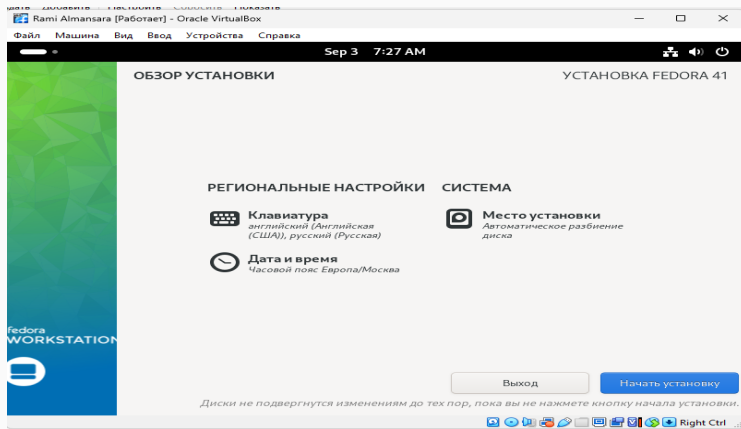 Rami Almansara [Работает] - Oracle VirtualBox
Файл Машина Вид Ввод Устройства Справка
Sep 3 7:27 AM
ОБЗОР УСТАНОВКИ
УСТАНОВКА FEDORA 41
РЕГИОНАЛЬНЫЕ НАСТРОЙКИ
Клавиатура
английский (Английская
(США)), русский (Русская)
Дата и время
Часовой пояс Европа/Москва
СИСТЕМА
Место установки
Автоматическое разбиение
диска
fedora
WORKSTATION
Выход
Начать установку
Диски не подвергнутся изменениям до тех пор, пока вы не нажмете кнопку начала установки.
Right Ctrl